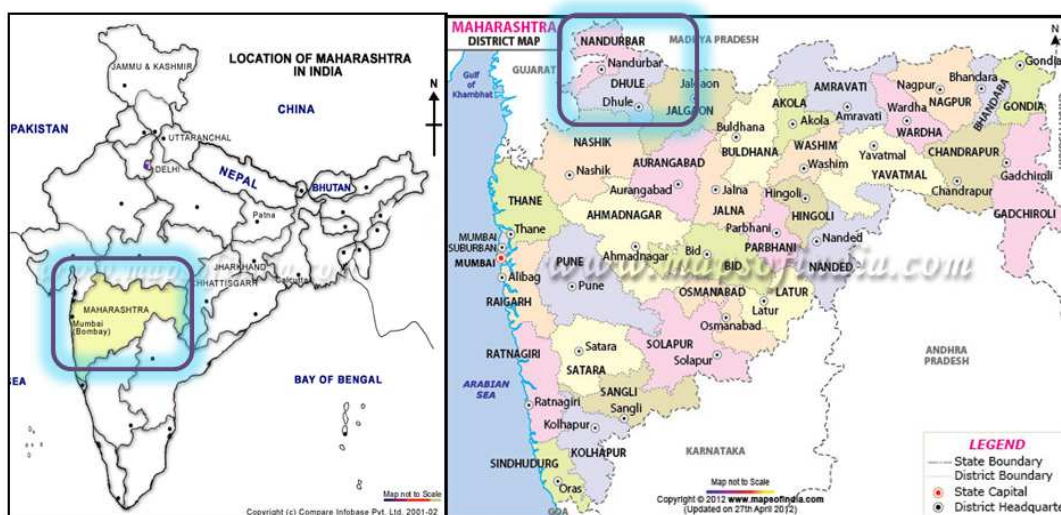 LOCATION OF MAHARASHTRA
IN INDIA
N
JAMMU & KASHMIR
CHINA
PAKISTAN
UTTARANCHAL
DELHI
NEPAL
BHUTAN
Patna
JHARKHAND
CHHATTISGARH
Calcutta
MAHARASHTRA
Mumbai
(Bombay)
SEA
BAY OF BENGAL
Map not to Scale
Copyright (c) Compare Infobase Pvt. Ltd. 2001-02
MAHARASHTRA
DISTRICT MAP
NANDURBAR
MADHYA PRADESH
N
Gulf
of Khambhat
GUJARAT
Nandurbar
DHULE
Dhule
Jalgaon
JALGAON
AMRAVATI
Amravati
Nagpur
NAGPUR
Bhandara
BHANDARA
Gondia
GONDIA
AKOLA
Akola
Wardha
WARDHA
Buldhana
BULDHANA
WASHIM
Washim
Yavatmal
YAVATMAL
CHANDRAPUR
Chandrapur
Gadchiroli
GADCHIROLI
NASHIK
Nashik
AURANGABAD
Aurangabad
Jalna
JALNA
Hingoli
HINGOLI
Parbhani
PARBHANI
Nanded
NANDED
THANE
Thane
MUMBAI
SUBURBAN
MUMBAI
AHMADNAGAR
Ahmadnagar
Bid
BID
www.mapsofindia.com
PUNE
Pune
Alibag
RAIGARH
OSMANABAD
Osmanabad
LATUR
Latur
RATNAGIRI
Ratnagiri
Satara
SATARA
SOLAPUR
Solapur
ANDHRA
PRADESH
ARABIAN
SEA
SANGLI
Sangli
Kolhapur
KOLHAPUR
KARNATAKA
SINDHUDURG
Oras
GOA
LEGEND
State Boundary
District Boundary
State Capital
District Headquarte
Map not to Scale
Copyright © 2012 www.mapsofindia.com
(Updated on 27th April 2012)